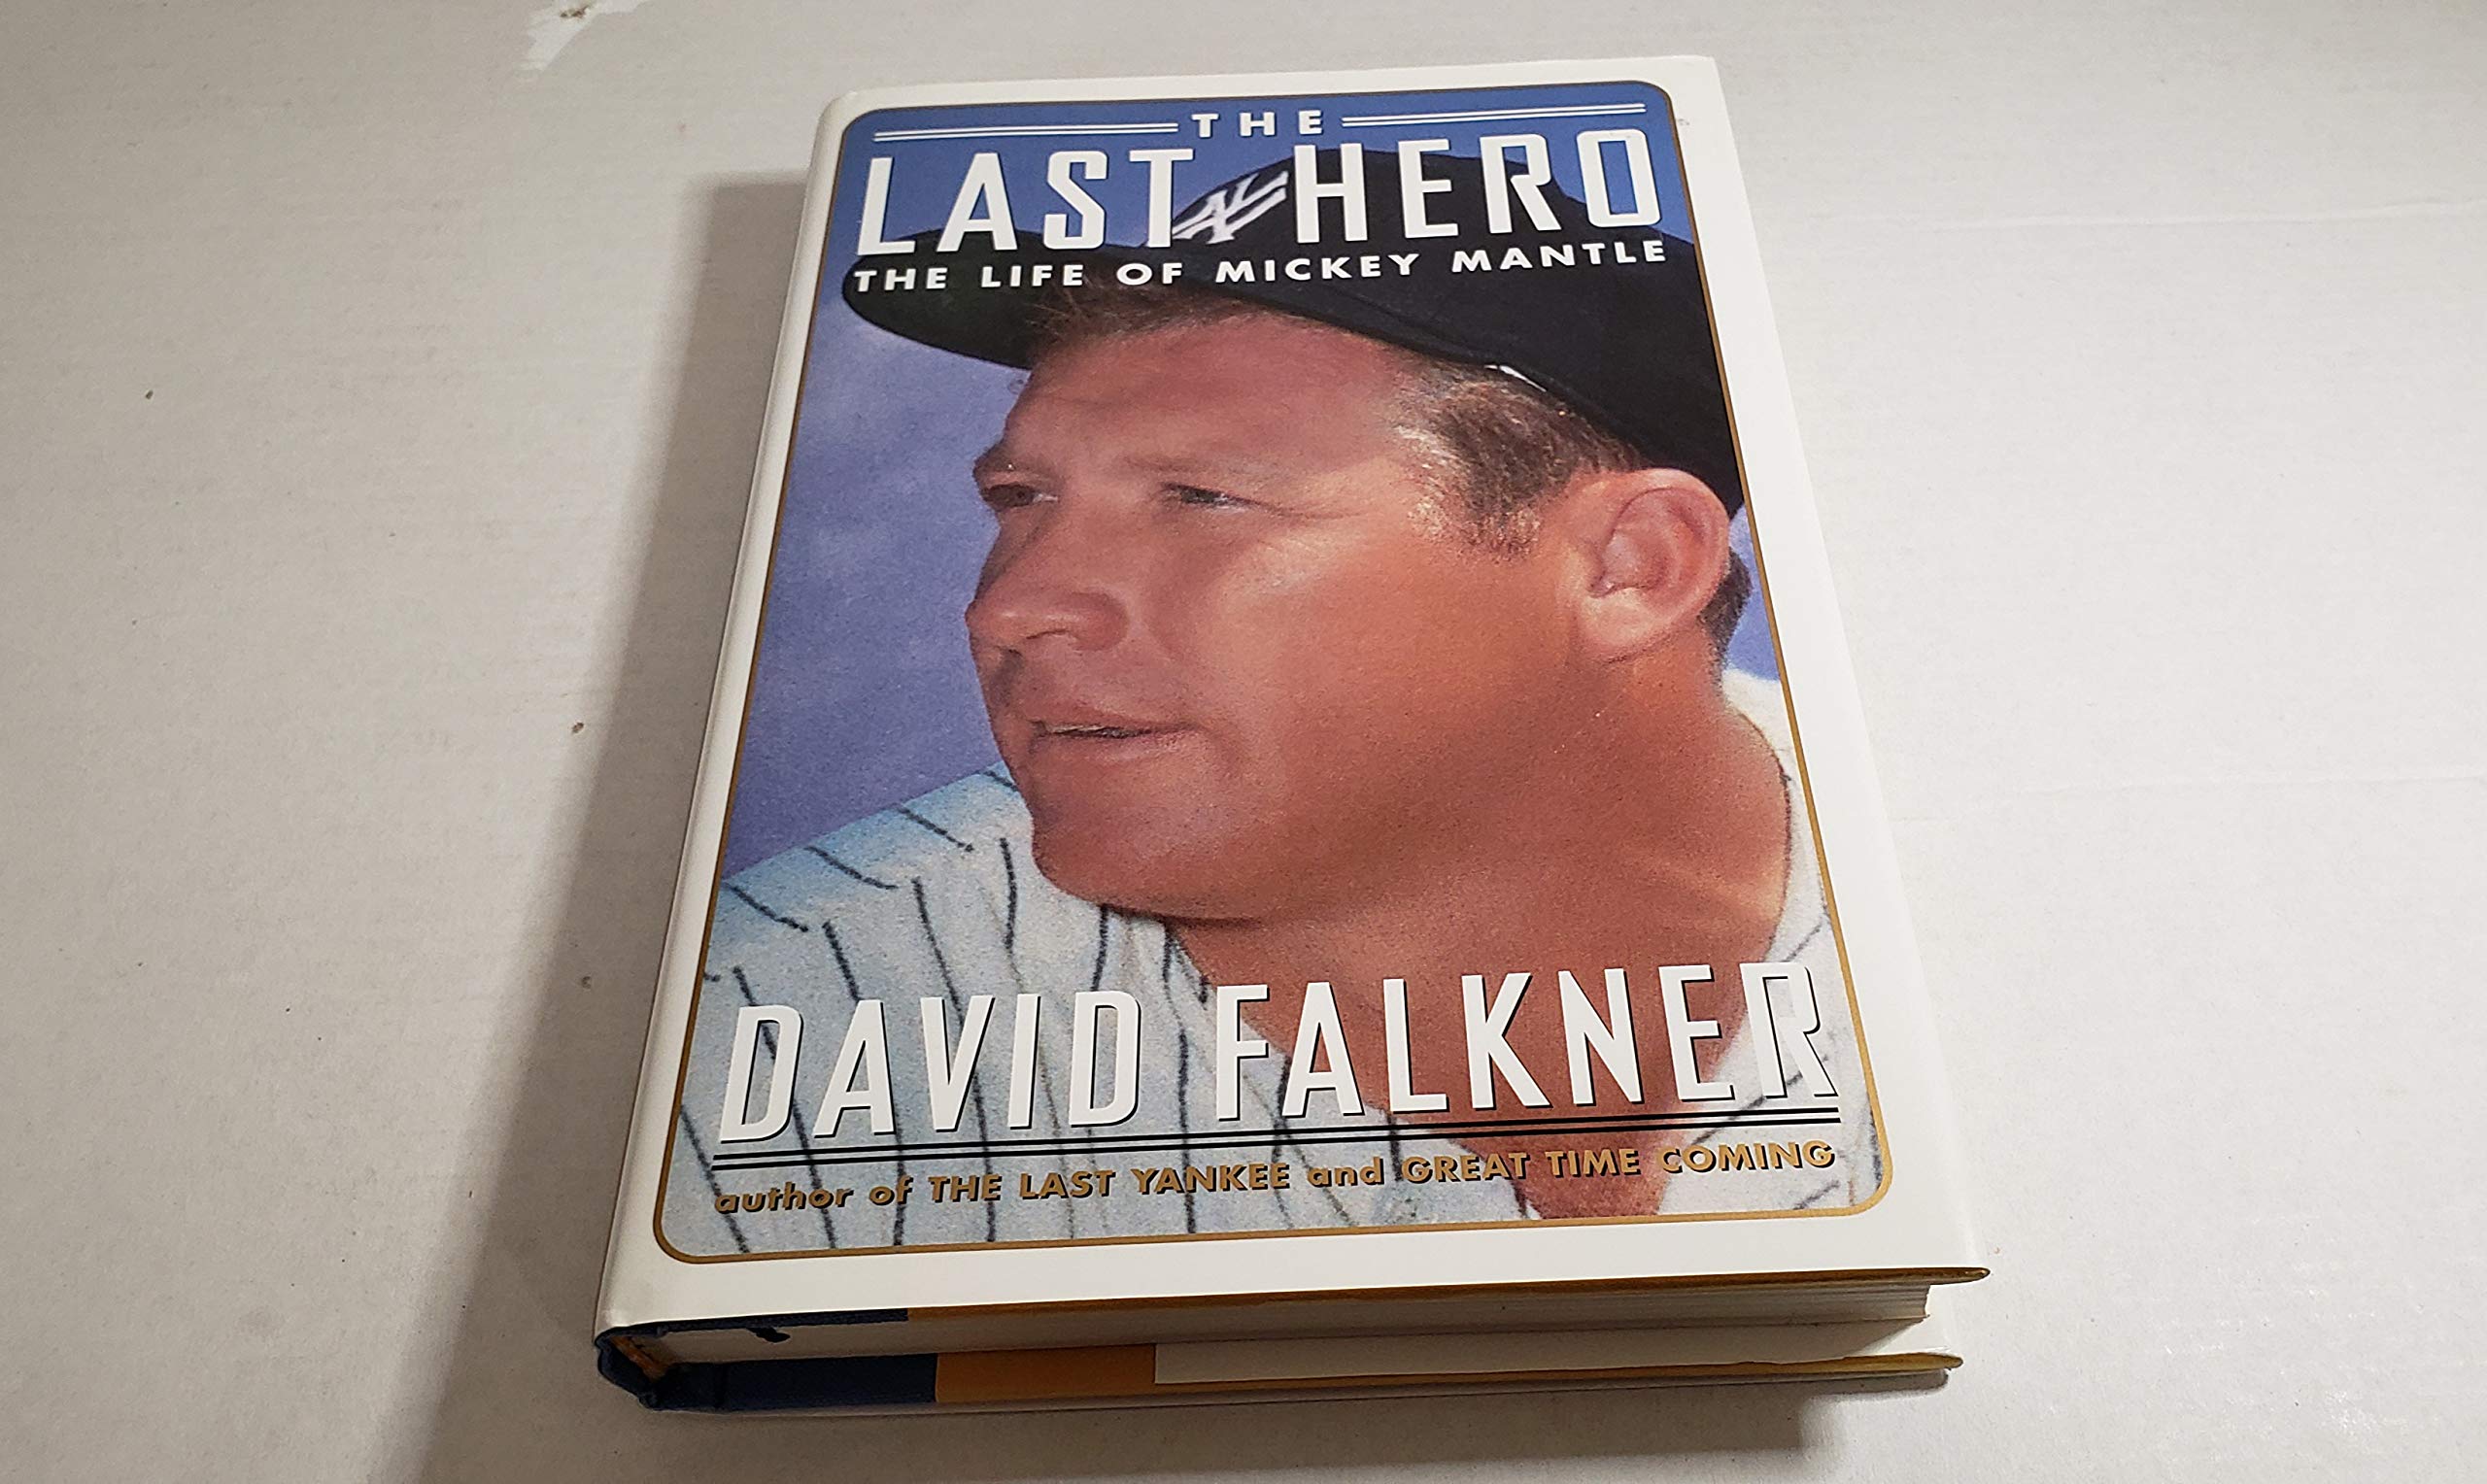 THE
LAST HERO
THE LIFE OF MICKEY MANTLE
DAVID FALKNER
author of THE LAST YANKEE and GREAT TIME COMING